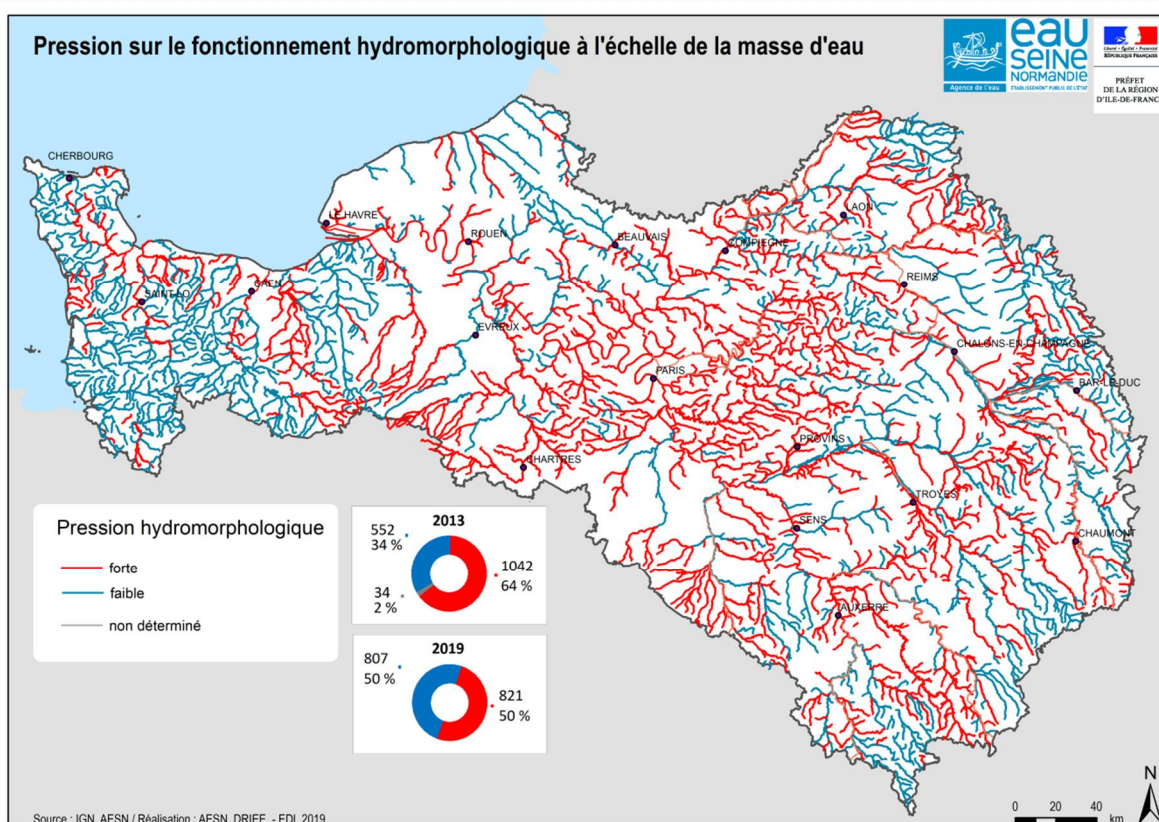 Pression sur le fonctionnement hydromorphologique à l'échelle de la masse d'eau
eau
SEINE
NORMANDIE
Agence de l'eau
ÉTABLISSEMENT PUBLIC DE L'ÉTAT
Liberté • Égalité • Fraternité
RÉPUBLIQUE FRANÇAISE
PRÉFET
DE LA RÉGION
D'ILE-DE-FRANC
CHERBOURG
LE HAVRE
ROUEN
BEAUVAIS
COMPIEGNE
LAON
REIMS
SAINT-LO
CAEN
EVREUX
CHALONS-EN-CHAMPAGNE
PARIS
BAR-LE-DUC
PROVINS
CHARTRES
TROYES
SENS
CHAUMONT
AUXERRE
Pression hydromorphologique
forte
faible
non déterminé
2013
552
34 %
34
2 %
1042
64 %
2019
807
50 %
821
50 %
N
0 20 40
km
Source : IGN, AESN / Réalisation : AESN, DRIEE - EDL 2019